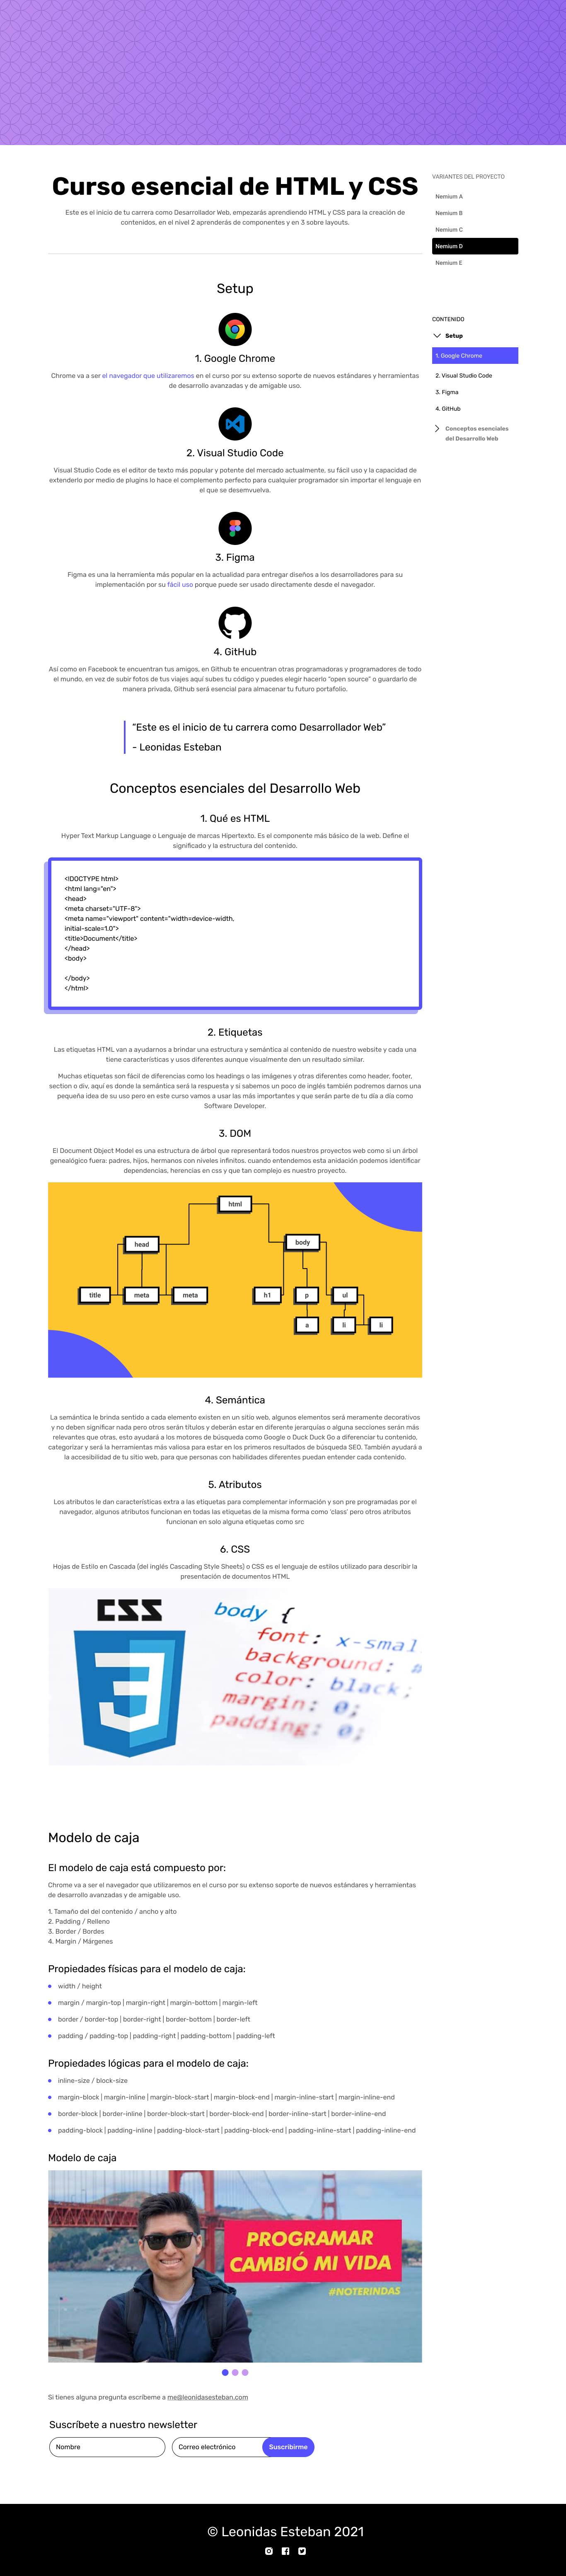 Curso esencial de HTML y CSS
Este es el inicio de tu carrera como Desarrollador Web, empezarás aprendiendo HTML y CSS para la creación de
contenidos, en el nivel 2 aprenderás de componentes y en 3 sobre layouts.
VARIANTES DEL PROYECTO
Nemium A
Nemium B
Nemium C
Nemium D
Nemium E
CONTENIDO
Setup
1. Google Chrome
2. Visual Studio Code
3. Figma
4. GitHub
Conceptos esenciales
del Desarrollo Web
Setup
1. Google Chrome
Chrome va a ser el navegador que utilizaremos en el curso por su extenso soporte de nuevos estándares y herramientas
de desarrollo avanzadas y de amigable uso.
2. Visual Studio Code
Visual Studio Code es el editor de texto más popular y potente del mercado actualmente, su fácil uso y la capacidad de
extenderlo por medio de plugins lo hace el complemento perfecto para cualquier programador sin importar el lenguaje en
el que se desemvuelva.
3. Figma
Figma es una la herramienta más popular en la actualidad para entregar diseños a los desarrolladores para su
implementación por su fácil uso porque puede ser usado directamente desde el navegador.
4. GitHub
Así como en Facebook te encuentran tus amigos, en Github te encuentran otras programadoras y programadores de todo
el mundo, en vez de subir fotos de tus viajes aquí subes tu código y puedes elegir hacerlo “open source” o guardarlo de
manera privada, Github será esencial para almacenar tu futuro portafolio.
“Este es el inicio de tu carrera como Desarrollador Web”
- Leonidas Esteban
Conceptos esenciales del Desarrollo Web
1. Qué es HTML
Hyper Text Markup Language o Lenguaje de marcas Hipertexto. Es el componente más básico de la web. Define el
significado y la estructura del contenido.
<!DOCTYPE html>
<html lang="en">
<head>
<meta charset="UTF-8">
<meta name="viewport" content="width=device-width,
initial-scale=1.0">
<title>Document</title>
</head>
<body>
</body>
</html>
2. Etiquetas
Las etiquetas HTML van a ayudarnos a brindar una estructura y semántica al contenido de nuestro website y cada una
tiene características y usos diferentes aunque visualmente den un resultado similar.
Muchas etiquetas son fácil de diferencias como los headings o las imágenes y otras diferentes como header, footer,
section o div, aquí es donde la semántica será la respuesta y si sabemos un poco de inglés también podremos darnos una
pequeña idea de su uso pero en este curso vamos a usar las más importantes y que serán parte de tu día a día como
Software Developer.
3. DOM
El Document Object Model es una estructura de árbol que representará todos nuestros proyectos web como si un árbol
genealógico fuera: padres, hijos, hermanos con niveles infinitos, cuando entendemos esta anidación podemos identificar
dependencias, herencias en css y que tan complejo es nuestro proyecto.
html
head
body
title
meta
meta
h1
p
ul
a
li
li
4. Semántica
La semántica le brinda sentido a cada elemento existen en un sitio web, algunos elementos será meramente decorativos
y no deben significar nada pero otros serán títulos y deberán estar en diferente jerarquías o alguna secciones serán más
relevantes que otras, esto ayudará a los motores de búsqueda como Google o Duck Duck Go a diferenciar tu contenido,
categorizar y será la herramientas más valiosa para estar en los primeros resultados de búsqueda SEO. También ayudará a
la accesibilidad de tu sitio web, para que personas con habilidades diferentes puedan entender cada contenido.
5. Atributos
Los atributos le dan características extra a las etiquetas para complementar información y son pre programadas por el
navegador, algunos atributos funcionan en todas las etiquetas de la misma forma como 'class' pero otros atributos
funcionan en solo alguna etiquetas como src
6. CSS
Hojas de Estilo en Cascada (del inglés Cascading Style Sheets) o CSS es el lenguaje de estilos utilizado para describir la
presentación de documentos HTML
CSS
3
body {
font: x-smal
background: #
color: black;
margin: 0;
padding: 0;
Modelo de caja
El modelo de caja está compuesto por:
Chrome va a ser el navegador que utilizaremos en el curso por su extenso soporte de nuevos estándares y herramientas
de desarrollo avanzadas y de amigable uso.
1. Tamaño del del contenido / ancho y alto
2. Padding / Relleno
3. Border / Bordes
4. Margin / Márgenes
Propiedades físicas para el modelo de caja:
width / height
margin / margin-top | margin-right | margin-bottom | margin-left
border / border-top | border-right | border-bottom | border-left
padding / padding-top | padding-right | padding-bottom | padding-left
Propiedades lógicas para el modelo de caja:
inline-size / block-size
margin-block | margin-inline | margin-block-start | margin-block-end | margin-inline-start | margin-inline-end
border-block | border-inline | border-block-start | border-block-end | border-inline-start | border-inline-end
padding-block | padding-inline | padding-block-start | padding-block-end | padding-inline-start | padding-inline-end
Modelo de caja
PROGRAMAR
CAMBIÓ MI VIDA
#NOTERINDAS
Si tienes alguna pregunta escríbeme a me@leonidasesteban.com
Suscríbete a nuestro newsletter
Nombre
Correo electrónico
Suscribirme
© Leonidas Esteban 2021